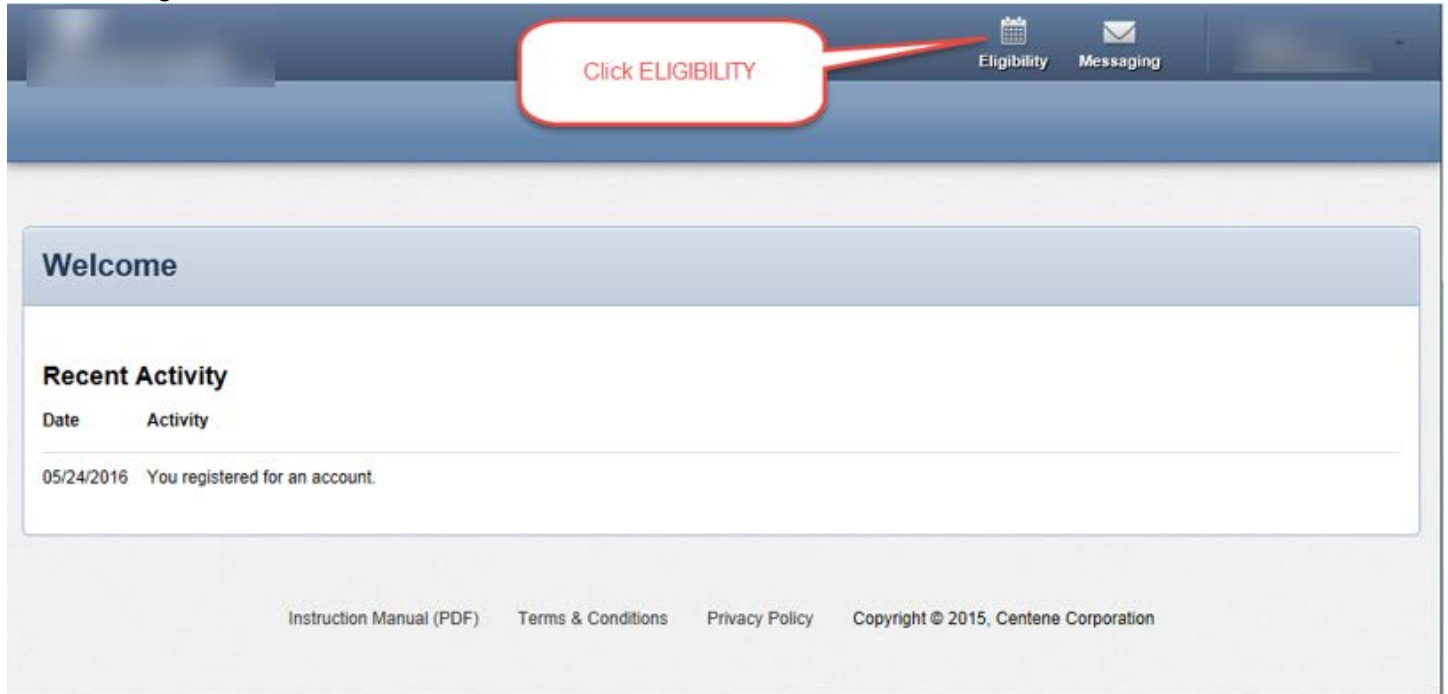 Click ELIGIBILITY
Eligibility Messaging
Welcome
Recent Activity
Date Activity
05/24/2016 You registered for an account.
Instruction Manual (PDF) Terms & Conditions Privacy Policy Copyright © 2015, Centene Corporation